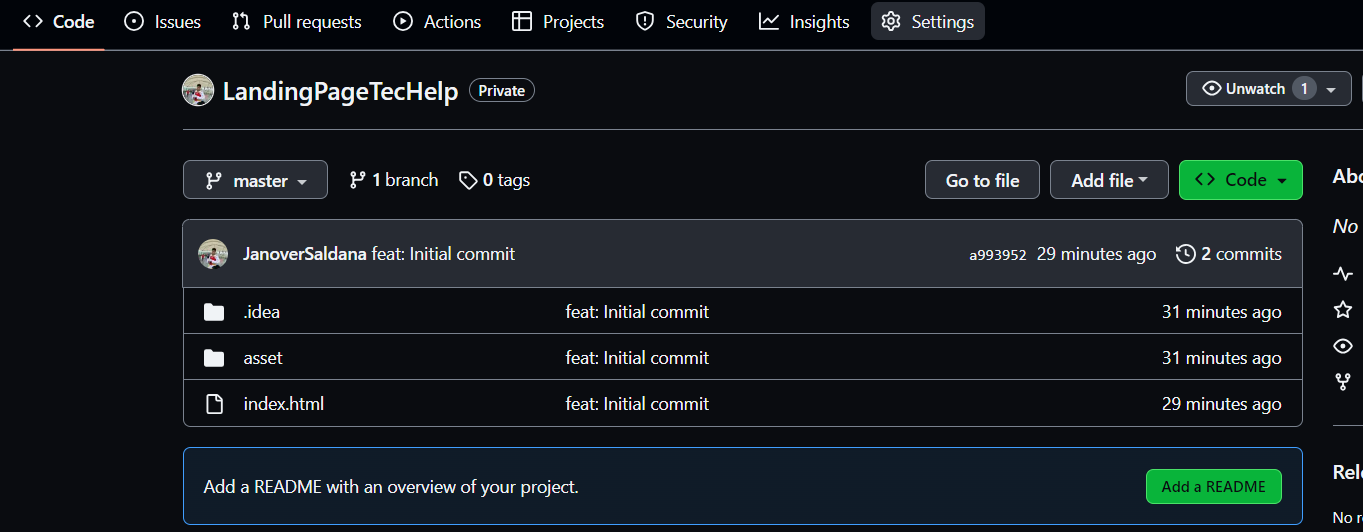 Code Issues Pull requests Actions Projects Security Insights Settings
LandingPageTecHelp Private Unwatch 1
master 1 branch 0 tags Go to file Add file Code
JanoverSaldana feat: Initial commit a993952 29 minutes ago 2 commits
.idea feat: Initial commit 31 minutes ago
asset feat: Initial commit 31 minutes ago
index.html feat: Initial commit 29 minutes ago
Add a README with an overview of your project. Add a README
Abo
No
Rel
No r